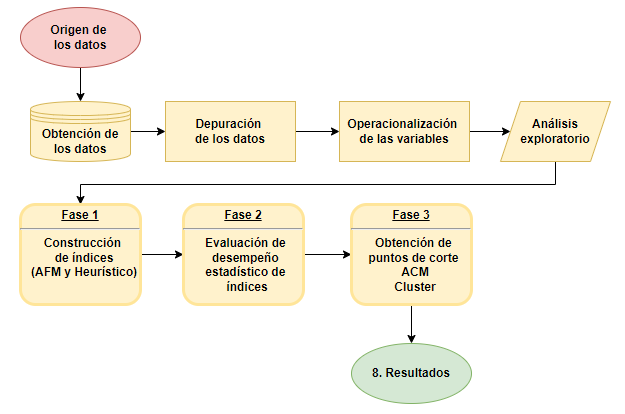 Origen de
los datos
Obtención de
los datos
Depuración
de los datos
Operacionalización
de las variables
Análisis
exploratorio
Fase 1
Construcción
de índices
(AFM y Heurístico)
Fase 2
Evaluación de
desempeño
estadístico de
índices
Fase 3
Obtención de
puntos de corte
ACM
Cluster
8. Resultados